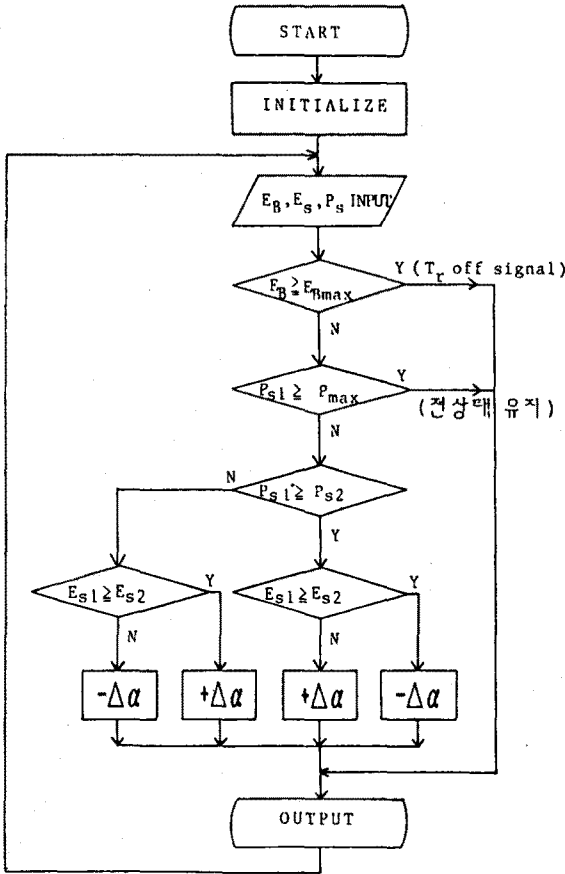 START
INITIALIZE
E_B, E_s, P_s INPUT
E_B ≧ E_Bmax
Y (T_r off signal)
N
P_s1 ≧ P_max
Y
(전상태 유지)
N
P_s1 ≧ P_s2
N
Y
E_s1 ≧ E_s2
Y
E_s1 ≧ E_s2
Y
N
N
-Δα
+Δα
+Δα
-Δα
OUTPUT